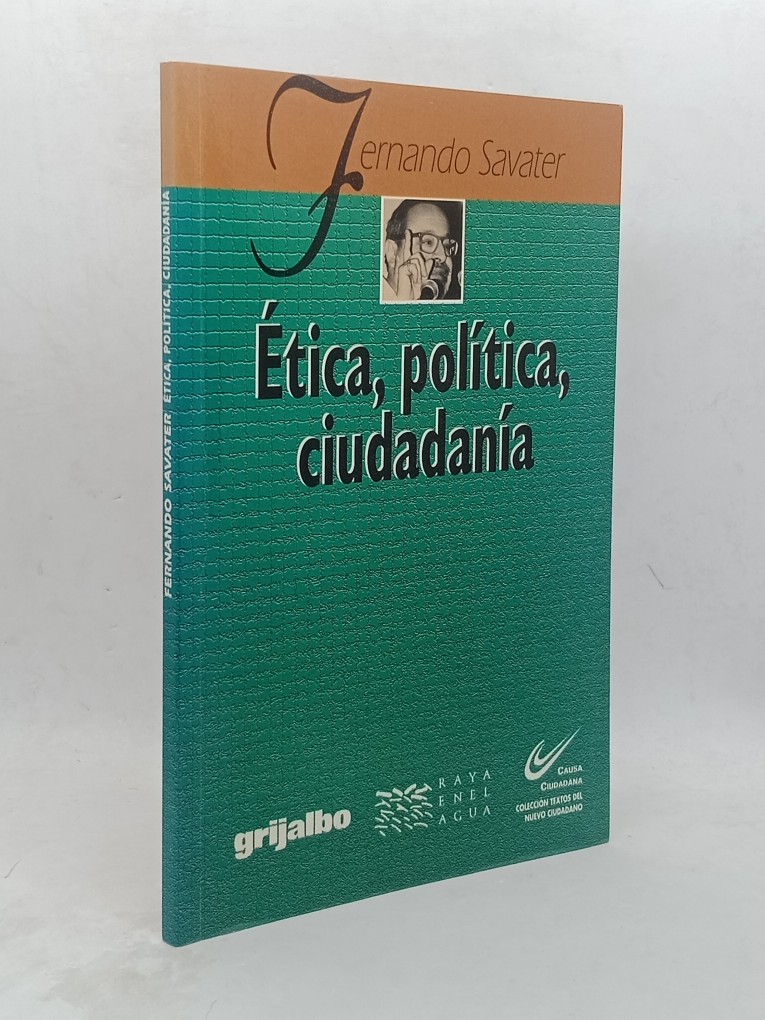 Fernando Savater
Ética, política,
ciudadanía
FERNANDO SAVATER ÉTICA, POLÍTICA, CIUDADANÍA
grijalbo
RAYA
EN EL
AGUA
CAUSA
CIUDADANA
COLECCIÓN TEXTOS DEL
NUEVO CIUDADANO